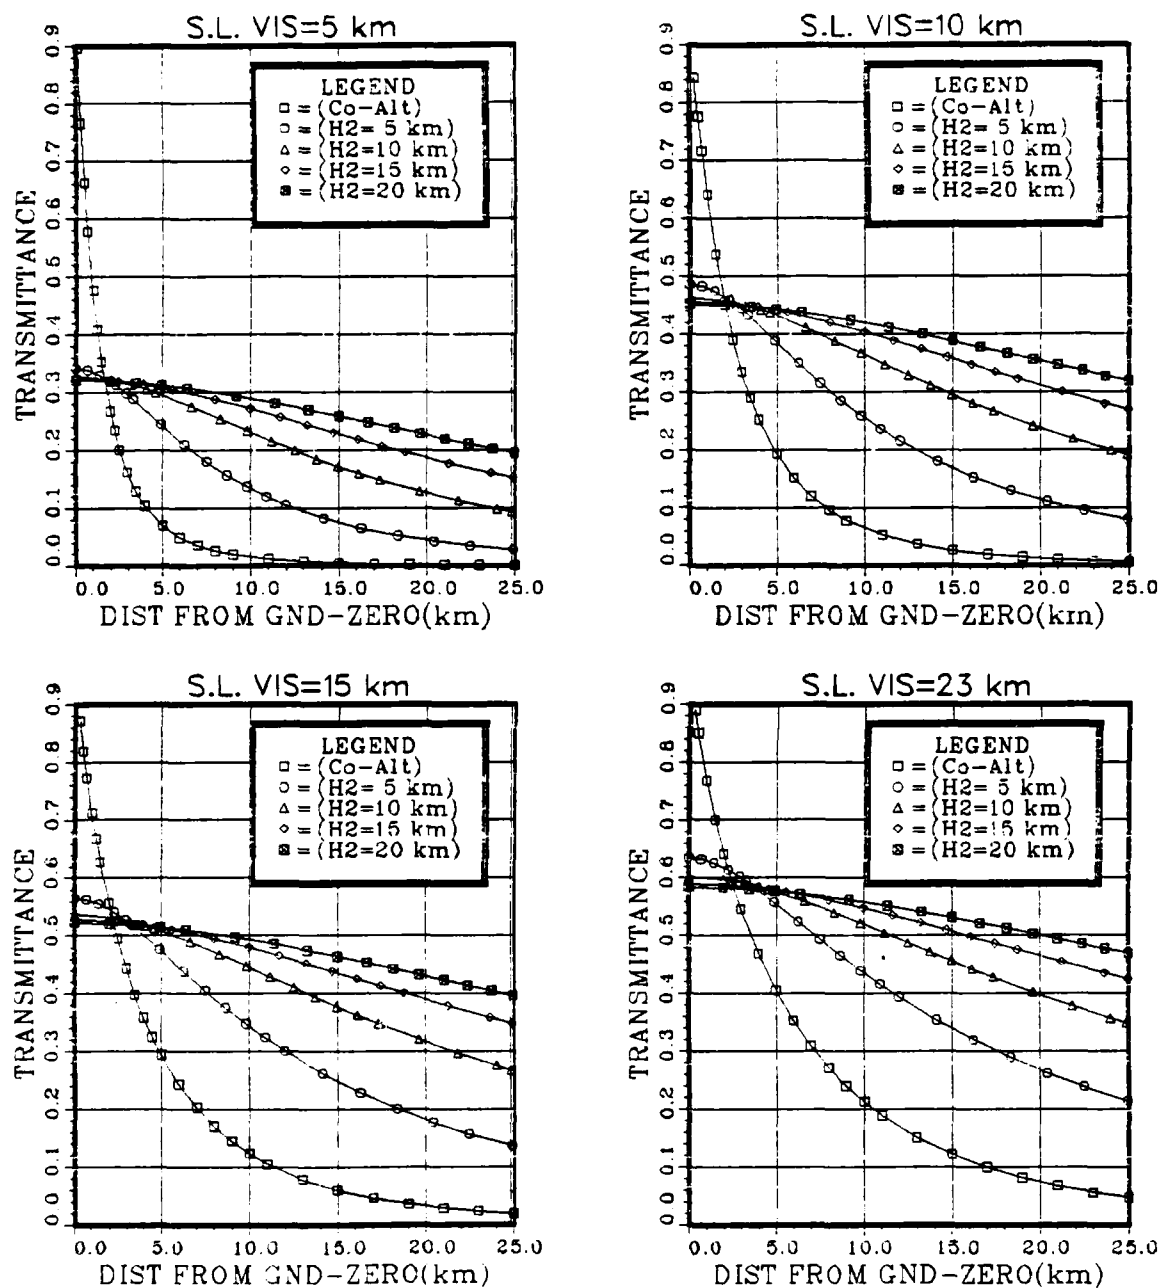 S.L. VIS=5 km
TRANSMITTANCE
0.9
0.8
0.7
0.6
0.5
0.4
0.3
0.2
0.1
0.0
LEGEND
□ = (Co-Alt)
○ = (H2= 5 km)
△ = (H2=10 km)
◇ = (H2=15 km)
⊠ = (H2=20 km)
0.0 5.0 10.0 15.0 20.0 25.0
DIST FROM GND-ZERO(km)
S.L. VIS=10 km
TRANSMITTANCE
0.9
0.8
0.7
0.6
0.5
0.4
0.3
0.2
0.1
0.0
LEGEND
□ = (Co-Alt)
○ = (H2= 5 km)
△ = (H2=10 km)
◇ = (H2=15 km)
⊠ = (H2=20 km)
0.0 5.0 10.0 15.0 20.0 25.0
DIST FROM GND-ZERO(km)
S.L. VIS=15 km
TRANSMITTANCE
0.9
0.8
0.7
0.6
0.5
0.4
0.3
0.2
0.1
0.0
LEGEND
□ = (Co-Alt)
○ = (H2= 5 km)
△ = (H2=10 km)
◇ = (H2=15 km)
⊠ = (H2=20 km)
0.0 5.0 10.0 15.0 20.0 25.0
DIST FROM GND-ZERO(km)
S.L. VIS=23 km
TRANSMITTANCE
0.9
0.8
0.7
0.6
0.5
0.4
0.3
0.2
0.1
0.0
LEGEND
□ = (Co-Alt)
○ = (H2= 5 km)
△ = (H2=10 km)
◇ = (H2=15 km)
⊠ = (H2=20 km)
0.0 5.0 10.0 15.0 20.0 25.0
DIST FROM GND-ZERO(km)